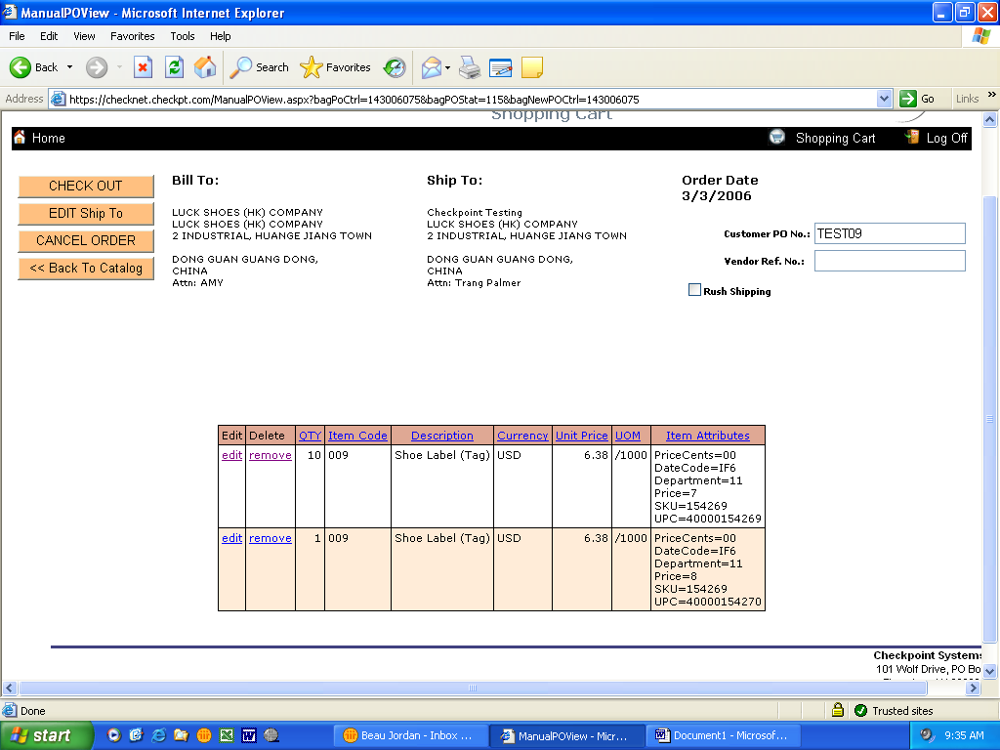 ManualPOView - Microsoft Internet Explorer
File Edit View Favorites Tools Help
Back Search Favorites
Address https://checknet.checkpt.com/ManualPOView.aspx?bagPoCtrl=143006075&bagPOStat=115&bagNewPOCtrl=143006075 Go Links »
Shopping Cart
Home Shopping Cart Log Off
CHECK OUT
EDIT Ship To
CANCEL ORDER
<< Back To Catalog
Bill To:
LUCK SHOES (HK) COMPANY
LUCK SHOES (HK) COMPANY
2 INDUSTRIAL, HUANGE JIANG TOWN
DONG GUAN GUANG DONG,
CHINA
Attn: AMY
Ship To:
Checkpoint Testing
LUCK SHOES (HK) COMPANY
2 INDUSTRIAL, HUANGE JIANG TOWN
DONG GUAN GUANG DONG,
CHINA
Attn: Trang Palmer
Order Date
3/3/2006
Customer PO No.: TEST09
Vendor Ref. No.:
Rush Shipping
Edit Delete QTY Item Code Description Currency Unit Price UOM Item Attributes
edit remove 10 009 Shoe Label (Tag) USD 6.38 /1000 PriceCents=00
DateCode=IF6
Department=11
Price=7
SKU=154269
UPC=40000154269
edit remove 1 009 Shoe Label (Tag) USD 6.38 /1000 PriceCents=00
DateCode=IF6
Department=11
Price=8
SKU=154269
UPC=40000154270
Checkpoint Systems
101 Wolf Drive, PO Bo
Done Trusted sites
start Beau Jordan - Inbox ... ManualPOView - Micr... Document1 - Microsof... 9:35 AM